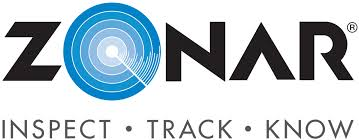 ZONAR®
INSPECT • TRACK • KNOW